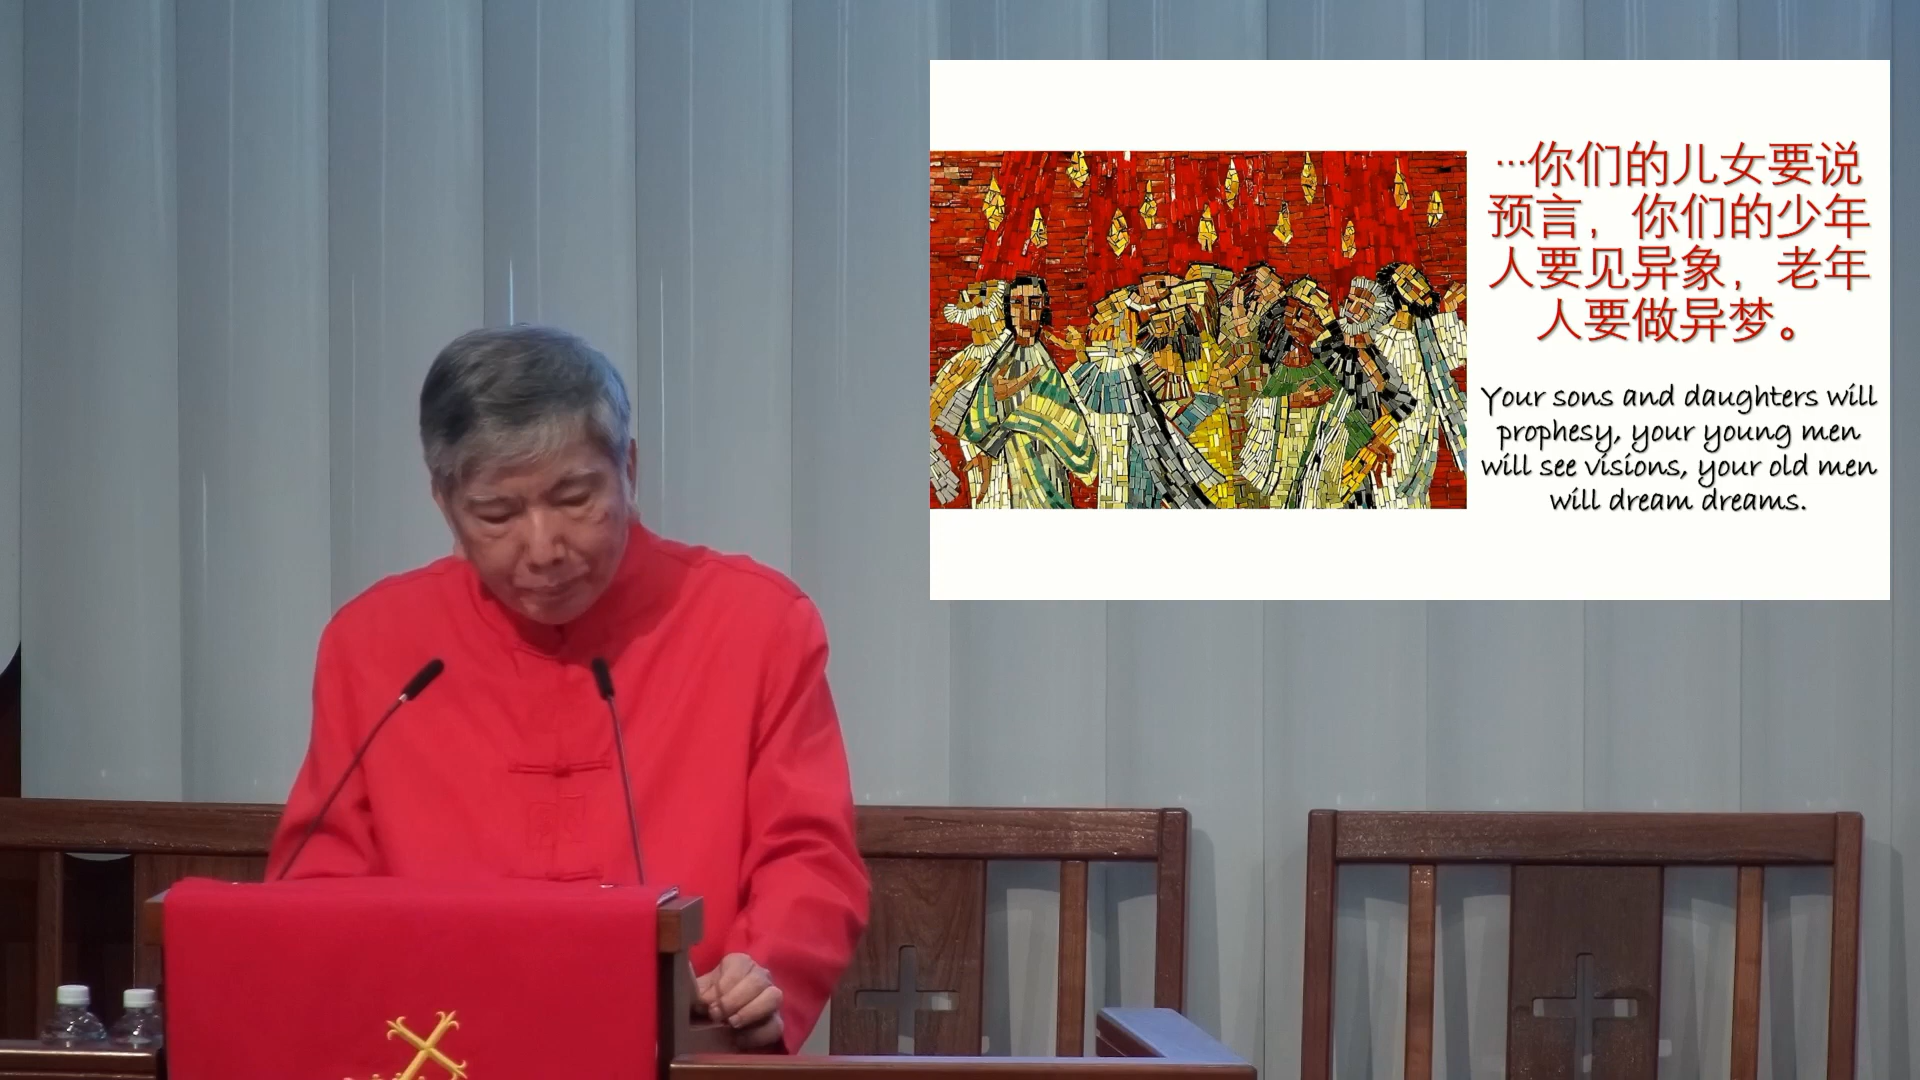 …你们的儿女要说
预言，你们的少年
人要见异象，老年
人要做异梦。
Your sons and daughters will
prophesy, your young men
will see visions, your old men
will dream dreams.